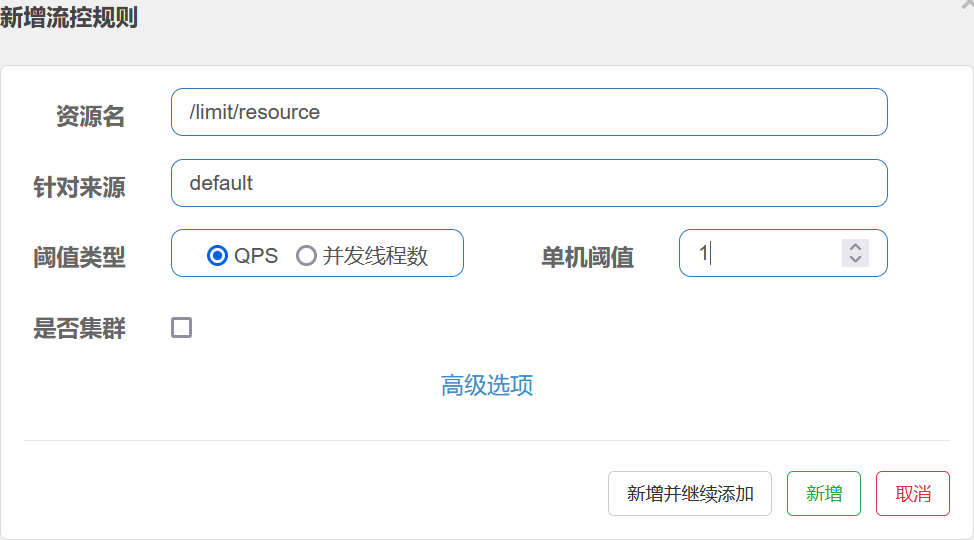 新增流控规则
资源名 /limit/resource
针对来源 default
阈值类型 QPS 并发线程数 单机阈值 1
是否集群
高级选项
新增并继续添加 新增 取消